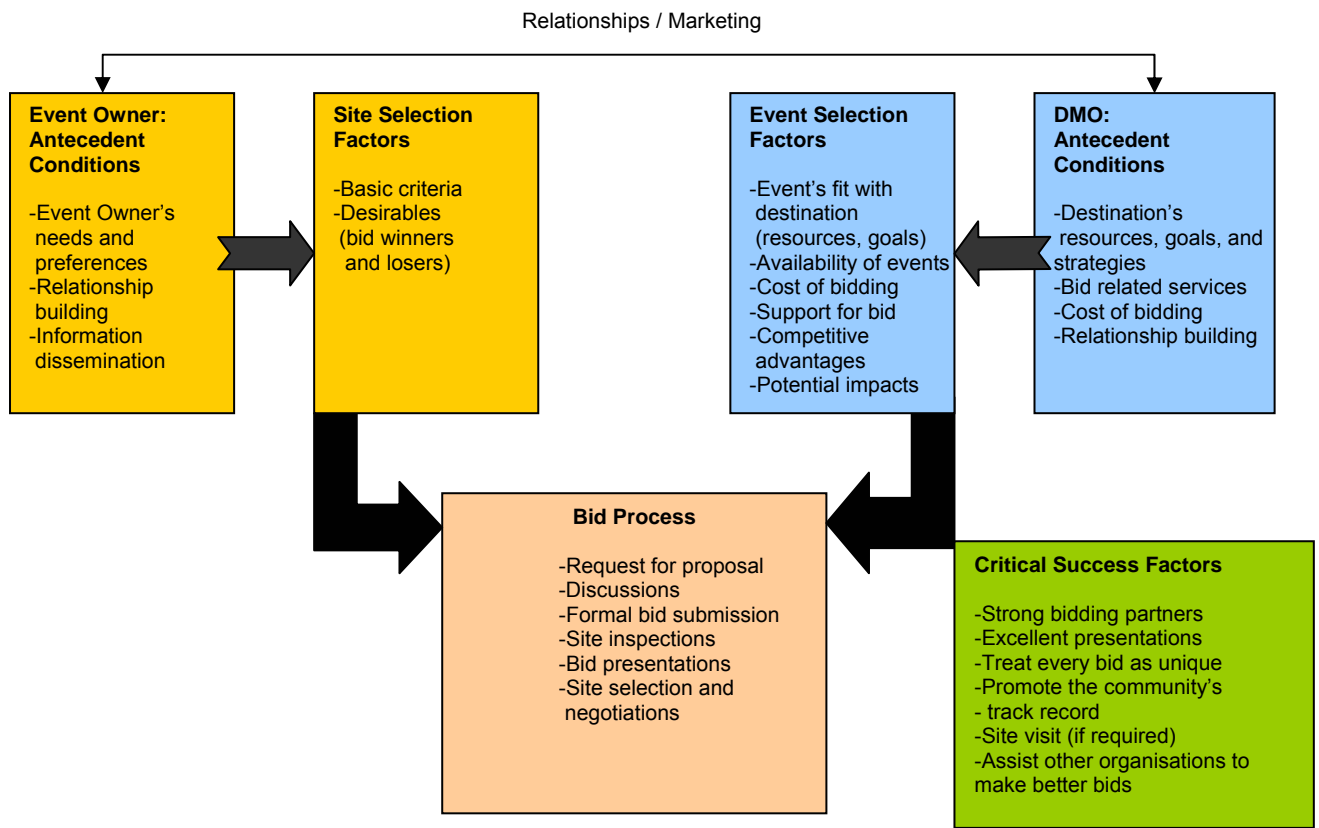 Relationships / Marketing
Event Owner:
Antecedent
Conditions
-Event Owner's
needs and
preferences
-Relationship
building
-Information
dissemination
Site Selection
Factors
-Basic criteria
-Desirables
(bid winners
and losers)
Event Selection
Factors
-Event's fit with
destination
(resources, goals)
-Availability of events
-Cost of bidding
-Support for bid
-Competitive
advantages
-Potential impacts
DMO:
Antecedent
Conditions
-Destination's
resources, goals, and
strategies
-Bid related services
-Cost of bidding
-Relationship building
Bid Process
-Request for proposal
-Discussions
-Formal bid submission
-Site inspections
-Bid presentations
-Site selection and
negotiations
Critical Success Factors
-Strong bidding partners
-Excellent presentations
-Treat every bid as unique
-Promote the community's
- track record
-Site visit (if required)
-Assist other organisations to
make better bids